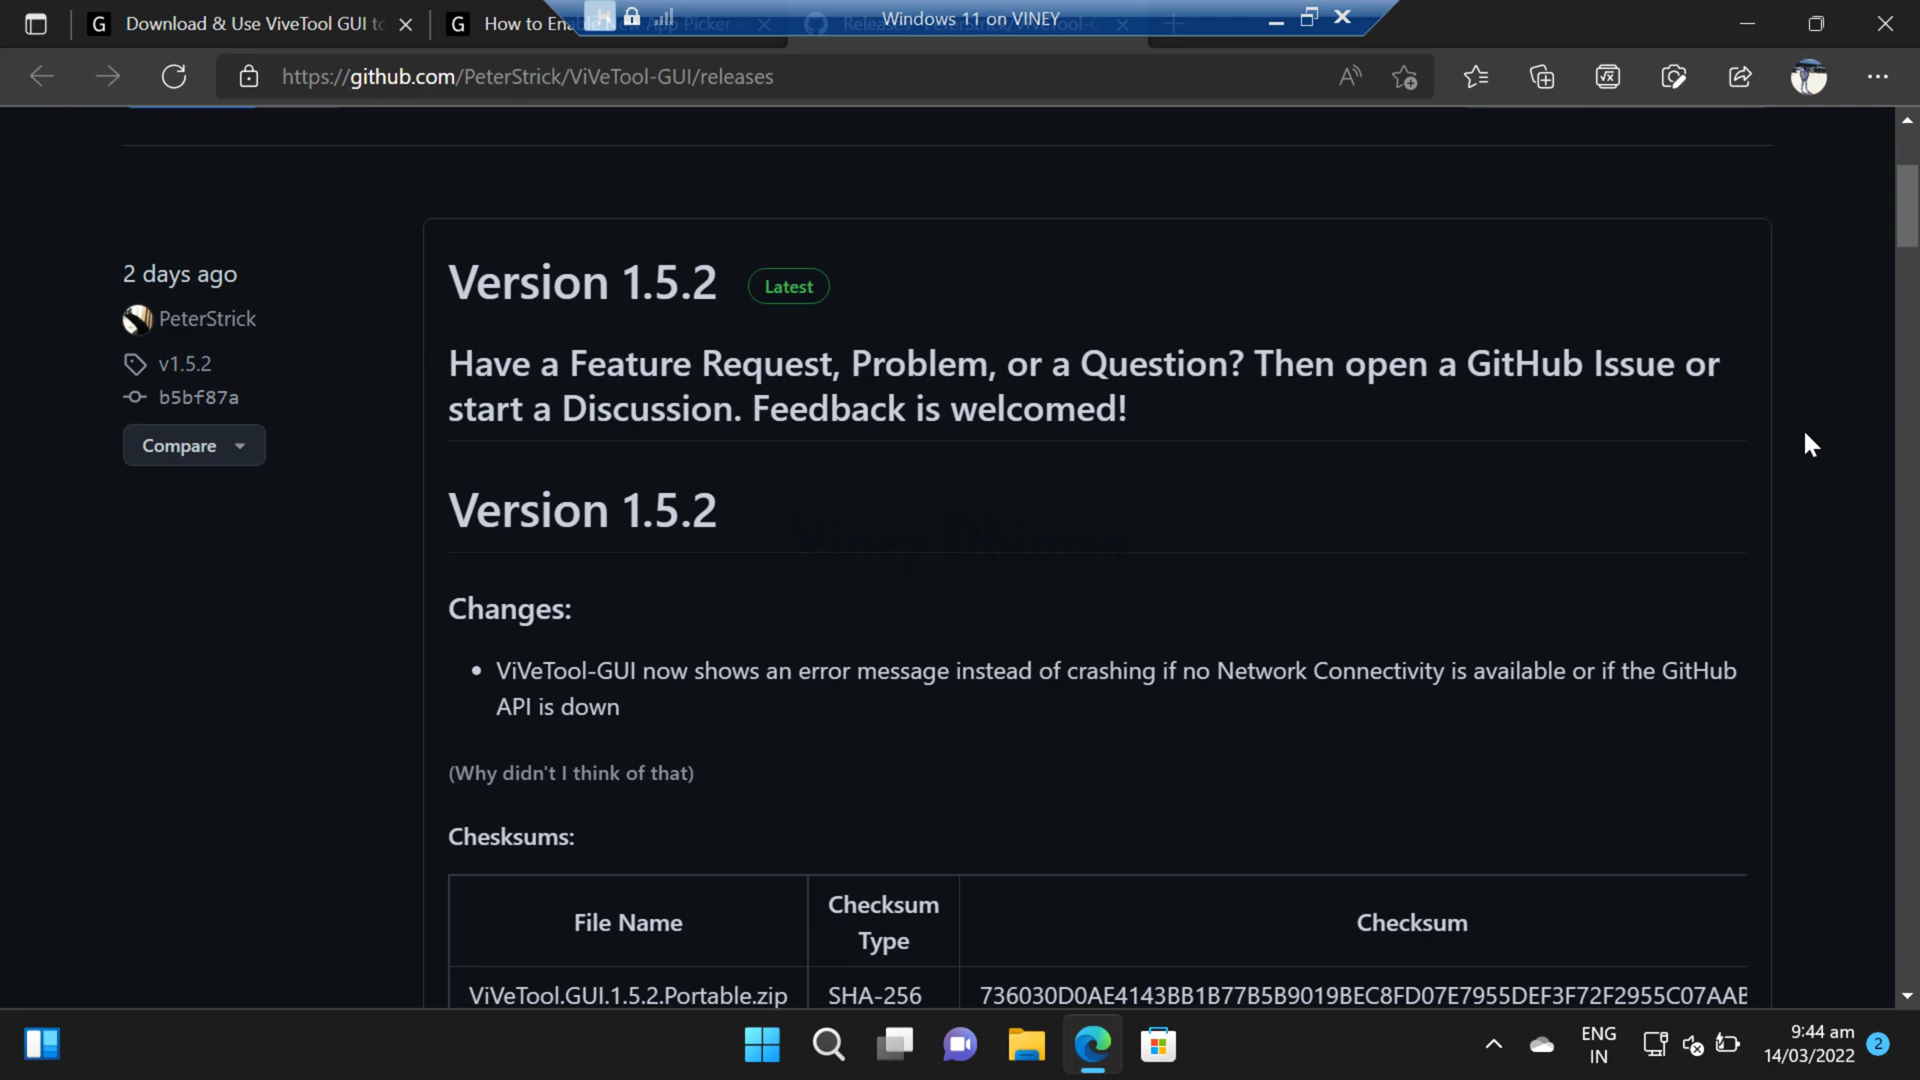 Download & Use ViveTool GUI to
How to Ena
Windows 11 on VINEY
https://github.com/PeterStrick/ViVeTool-GUI/releases
2 days ago
PeterStrick
v1.5.2
b5bf87a
Compare
Version 1.5.2
Latest
Have a Feature Request, Problem, or a Question? Then open a GitHub Issue or
start a Discussion. Feedback is welcomed!
Version 1.5.2
Viney Dhiman
Changes:
• ViVeTool-GUI now shows an error message instead of crashing if no Network Connectivity is available or if the GitHub
API is down
(Why didn't I think of that)
Chesksums:
File Name
Checksum
Type
Checksum
ViVeTool.GUI.1.5.2.Portable.zip
SHA-256
736030D0AE4143BB1B77B5B9019BEC8FD07E7955DEF3F72F2955C07AAB
ENG
IN
9:44 am
14/03/2022
2